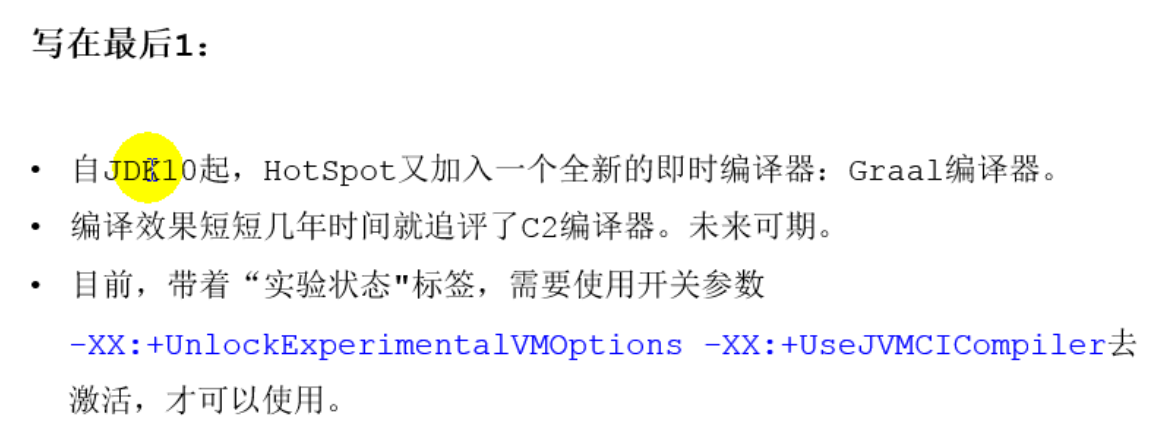 写在最后1：
• 自JDK10起，HotSpot又加入一个全新的即时编译器：Graal编译器。
• 编译效果短短几年时间就追评了C2编译器。未来可期。
• 目前，带着“实验状态"标签，需要使用开关参数
-XX:+UnlockExperimentalVMOptions -XX:+UseJVMCICompiler去
激活，才可以使用。